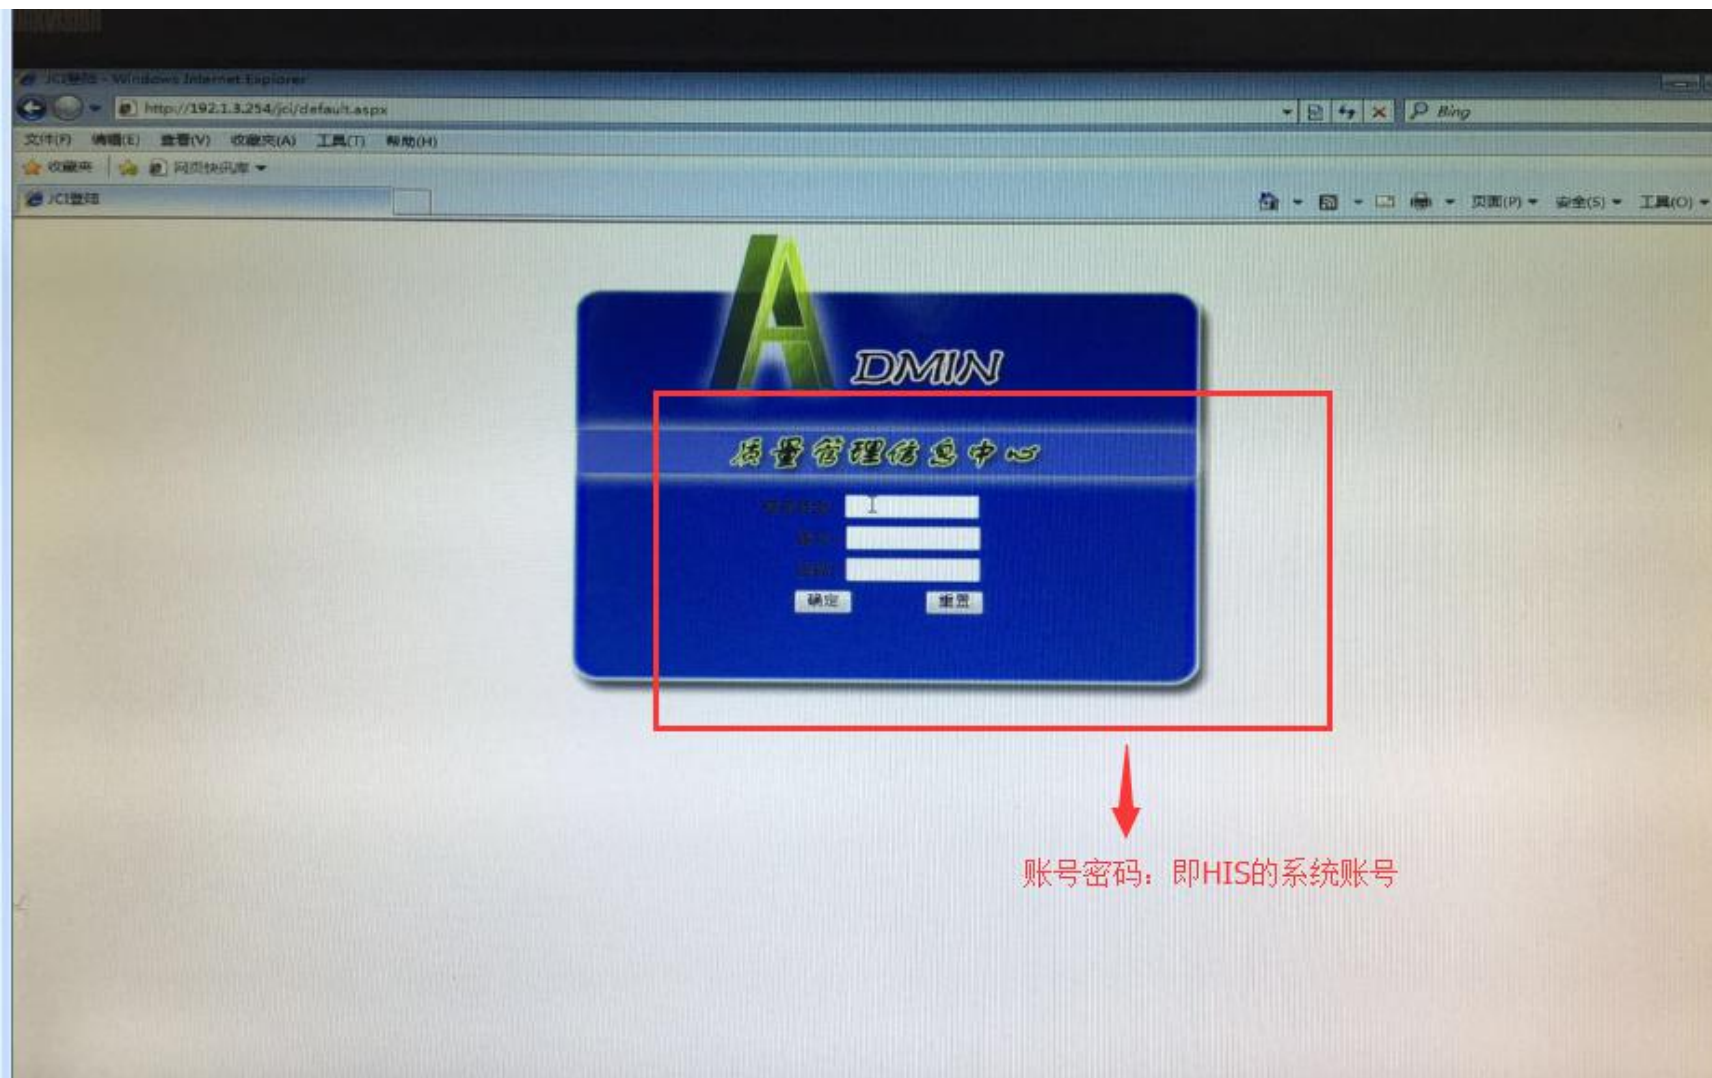 JCI登陆 - Windows Internet Explorer
http://192.1.3.254/jci/default.aspx
Bing
文件(F) 编辑(E) 查看(V) 收藏夹(A) 工具(T) 帮助(H)
收藏夹 网页快讯库
JCI登陆
页面(P) 安全(S) 工具(O)
ADMIN
质量管理信息中心
确定 重置
账号密码：即HIS的系统账号